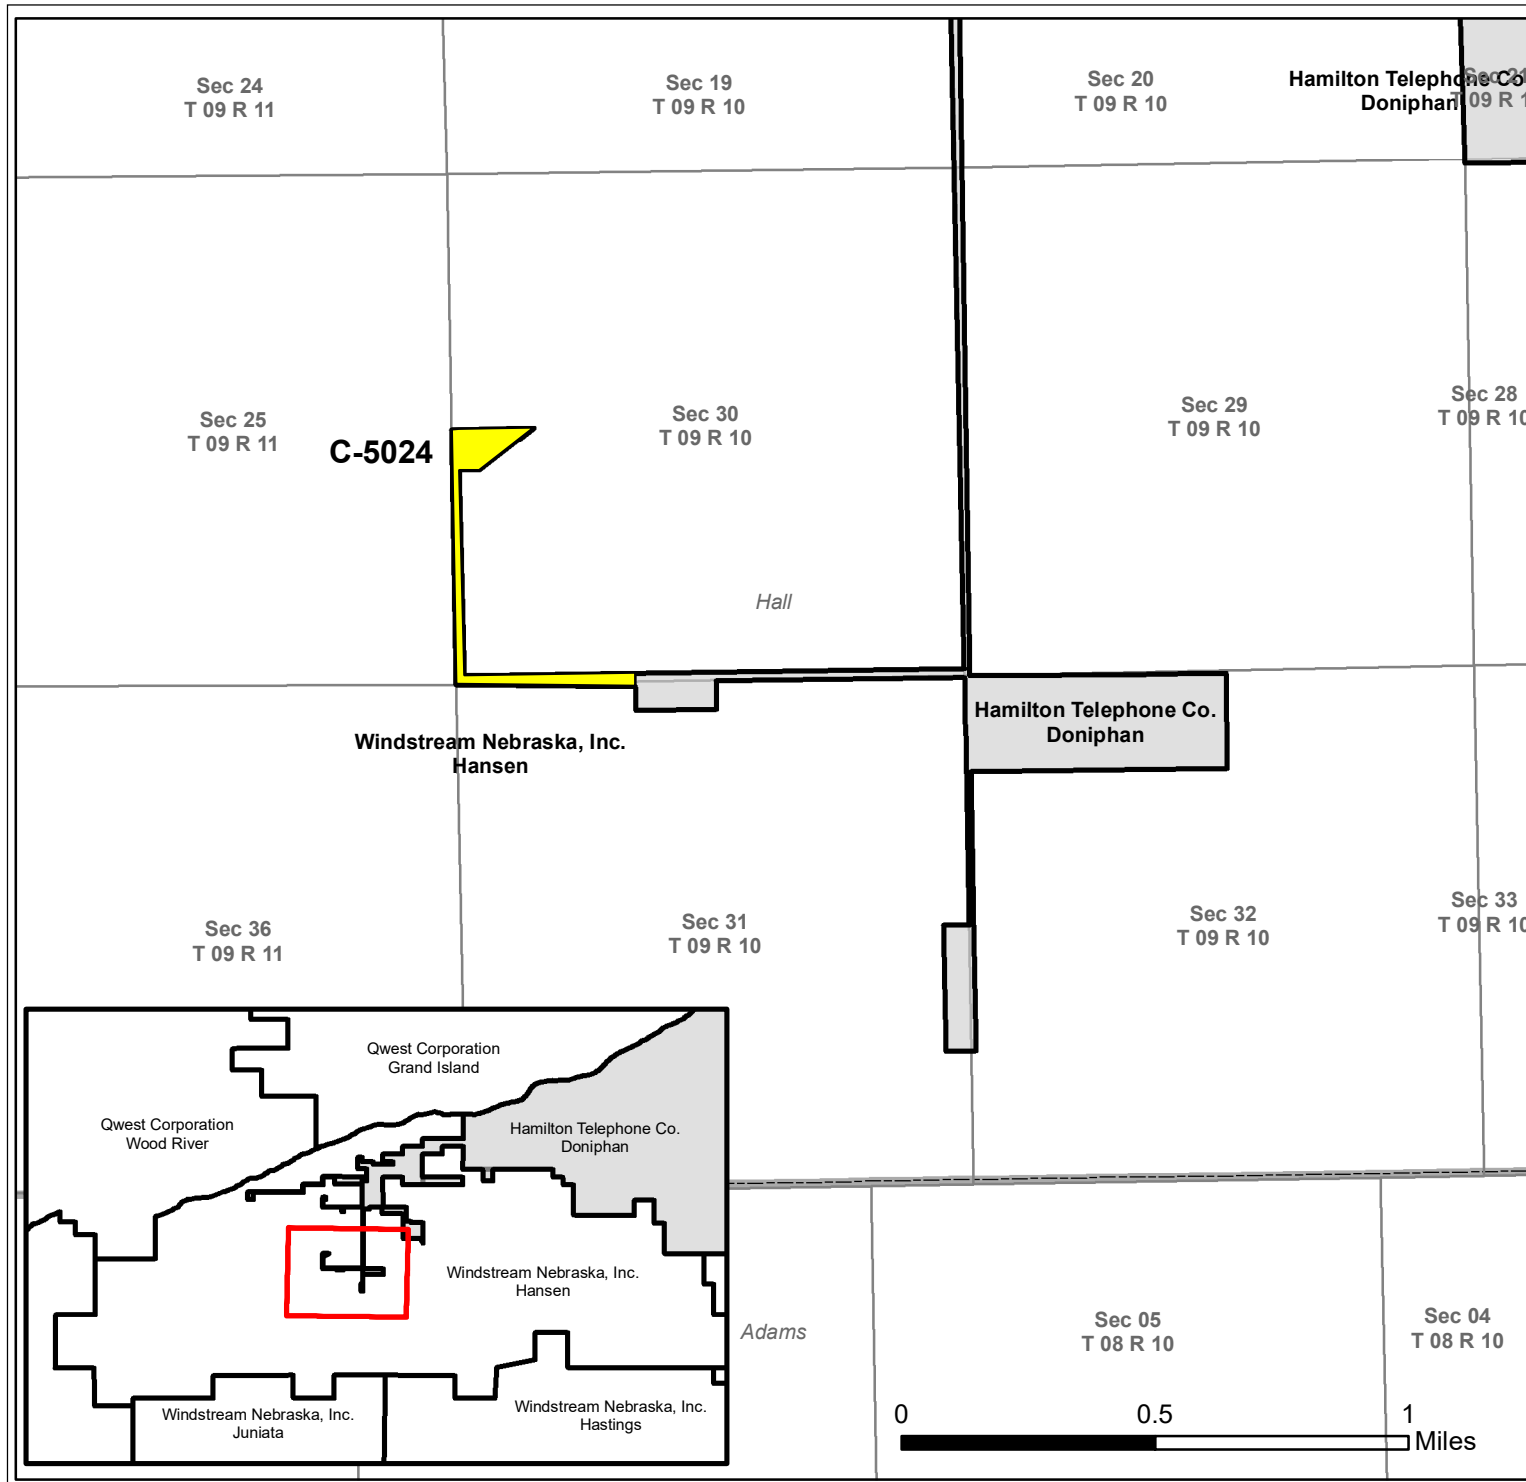 Sec 24
T 09 R 11
Sec 19
T 09 R 10
Sec 20
T 09 R 10
Hamilton Telephone Co.
Doniphan
Sec 21
T 09 R 1
Sec 25
T 09 R 11
Sec 30
T 09 R 10
Sec 29
T 09 R 10
Sec 28
T 09 R 10
C-5024
Hall
Hamilton Telephone Co.
Doniphan
Windstream Nebraska, Inc.
Hansen
Sec 36
T 09 R 11
Sec 31
T 09 R 10
Sec 32
T 09 R 10
Sec 33
T 09 R 10
Qwest Corporation
Grand Island
Qwest Corporation
Wood River
Hamilton Telephone Co.
Doniphan
Windstream Nebraska, Inc.
Hansen
Windstream Nebraska, Inc.
Juniata
Windstream Nebraska, Inc.
Hastings
Adams
Sec 05
T 08 R 10
Sec 04
T 08 R 10
0 0.5 1
Miles